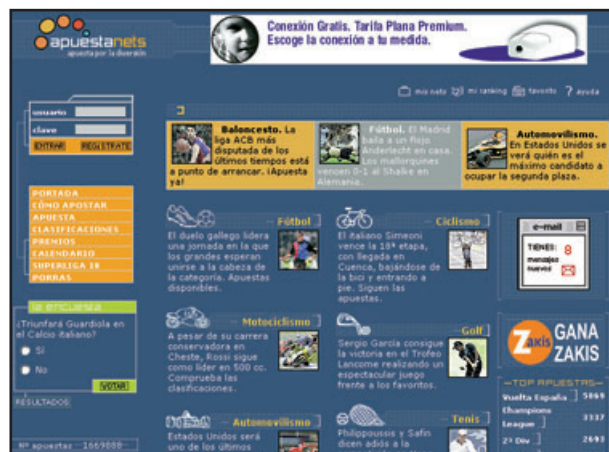 apuestanets
apuesta por la diversión
Conexión Gratis. Tarifa Plana Premium.
Escoge la conexión a tu medida.
mis nets
mi ranking
favorito
? ayuda
usuario
clave
ENTRAR
REGISTRATE
Baloncesto. La
liga ACB más
disputada de los
últimos tiempos está
a punto de arrancar. ¡Apuesta
ya!
Fútbol. El Madrid
baila a un flojo
Anderlecht en casa.
Los mallorquines
vencen 0-1 al Shalke en
Alemania.
Automovilismo.
En Estados Unidos se
verá quién es el
máximo candidato a
ocupar la segunda plaza.
PORTADA
CÓMO APOSTAR
APUESTA
CLASIFICACIONES
PREMIOS
CALENDARIO
SUPERLIGA 18
PORRAS
Fútbol
El duelo gallego lidera
una jornada en la que
los grandes esperan
unirse a la cabeza de
la categoría. Apuestas
disponibles.
Ciclismo
El italiano Simeoni
vence la 18ª etapa,
con llegada en
Cuenca, bajándose de
la bici y entrando a
pie. Siguen las
apuestas.
e-mail
TIENES: 8
mensajes
nuevos
la encuesta
¿Triunfará Guardiola en
el Calcio italiano?
Sí
No
VOTAR
RESULTADOS
Motociclismo
A pesar de su carrera
conservadora en
Cheste, Rossi sigue
como líder en 500 cc.
Comprueba las
clasificaciones.
Golf
Sergio García consigue
la victoria en el Trofeo
Lancome realizando un
espectacular juego
frente a los favoritos.
Zaxis
GANA
ZAKIS
TOP APUESTAS
Vuelta España 5869
Champions
League 3337
2ª Div 2693
Automovilismo
Estados Unidos será
uno de los últimos
Tenis
Philippoussis y Safin
dicen adiós a la
Nº apuestas 1669888